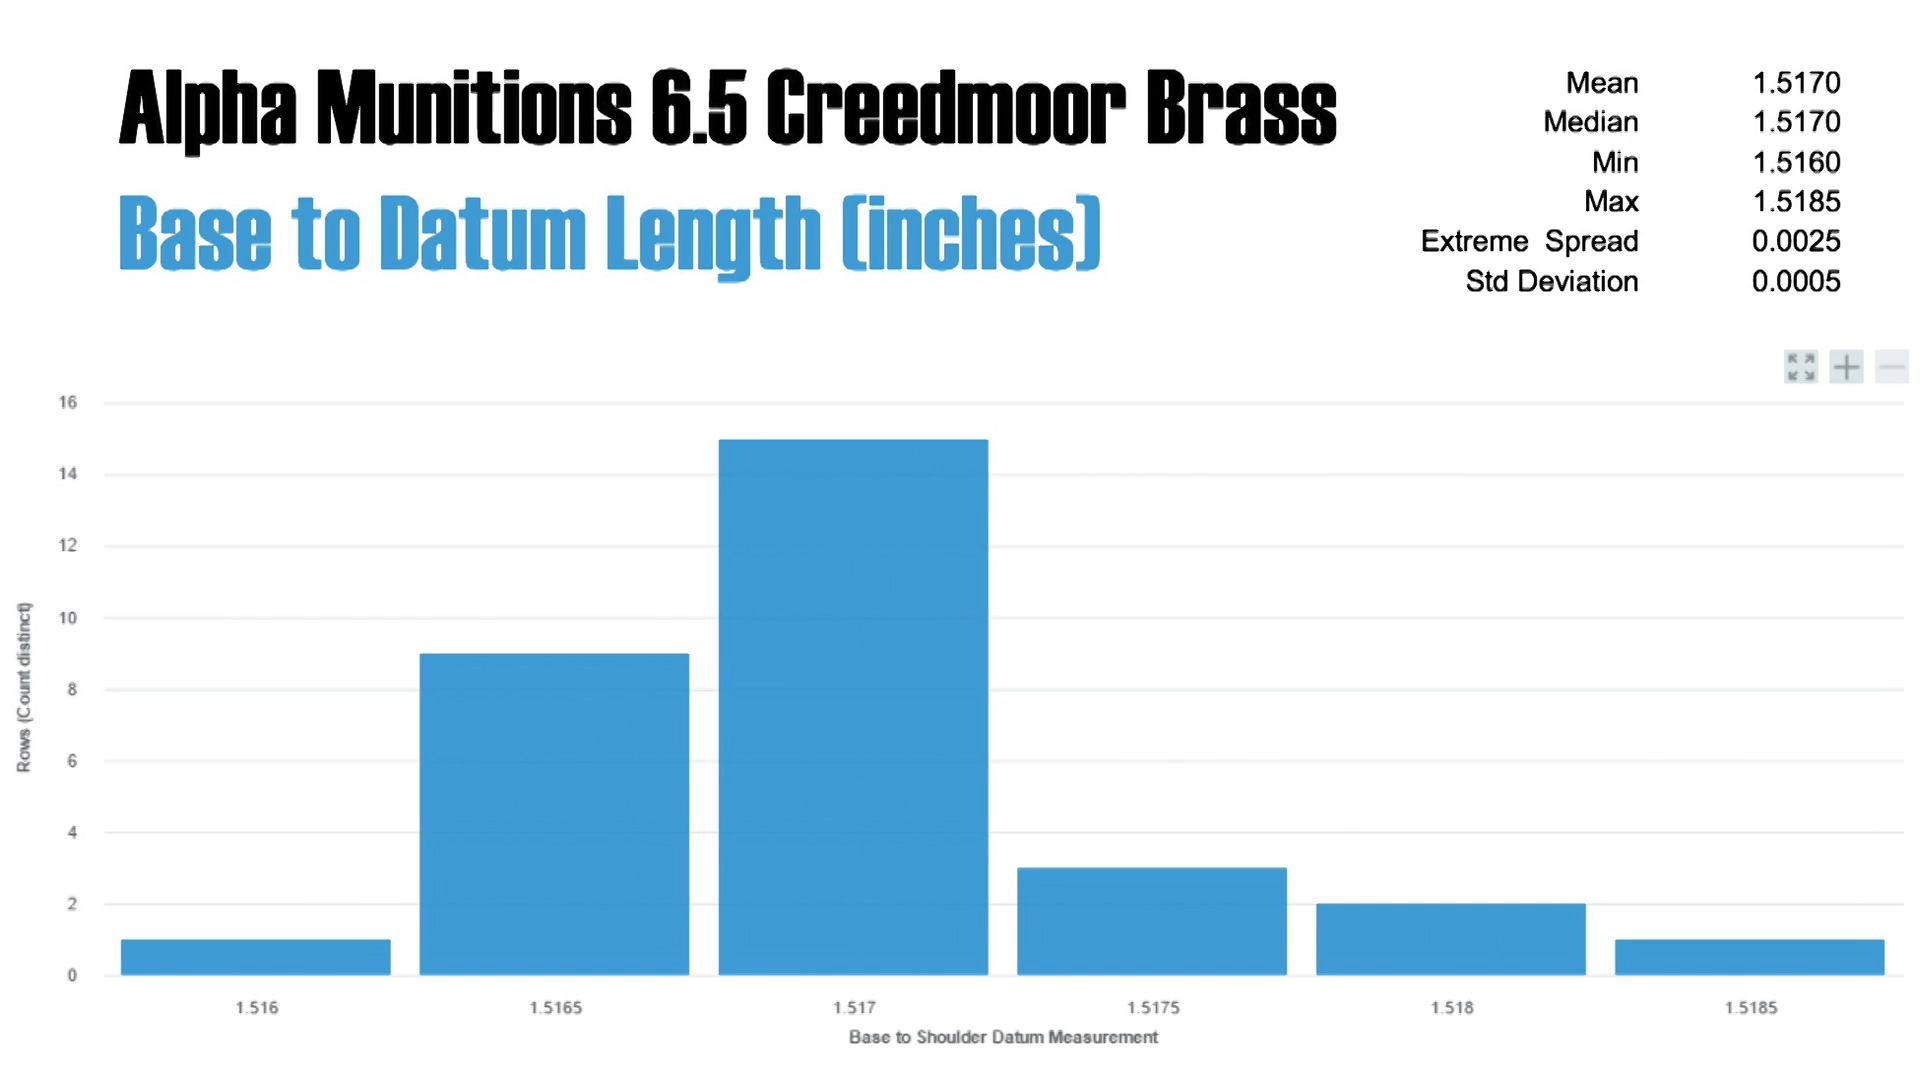 Alpha Munitions 6.5 Creedmoor Brass
Base to Datum Length (inches)
Mean 1.5170
Median 1.5170
Min 1.5160
Max 1.5185
Extreme Spread 0.0025
Std Deviation 0.0005
16
14
12
10
8
6
4
2
0
Rows (Count distinct)
1.516 1.5165 1.517 1.5175 1.518 1.5185
Base to Shoulder Datum Measurement